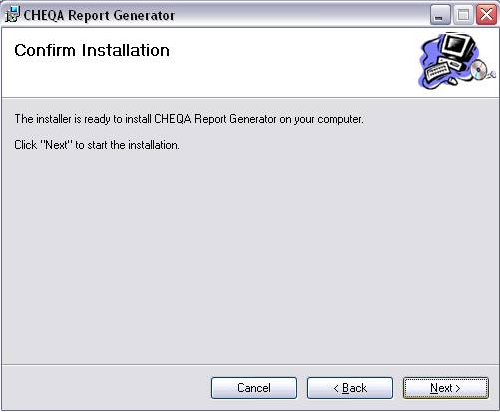 CHEQA Report Generator
Confirm Installation
The installer is ready to install CHEQA Report Generator on your computer.
Click "Next" to start the installation.
Cancel
< Back
Next >